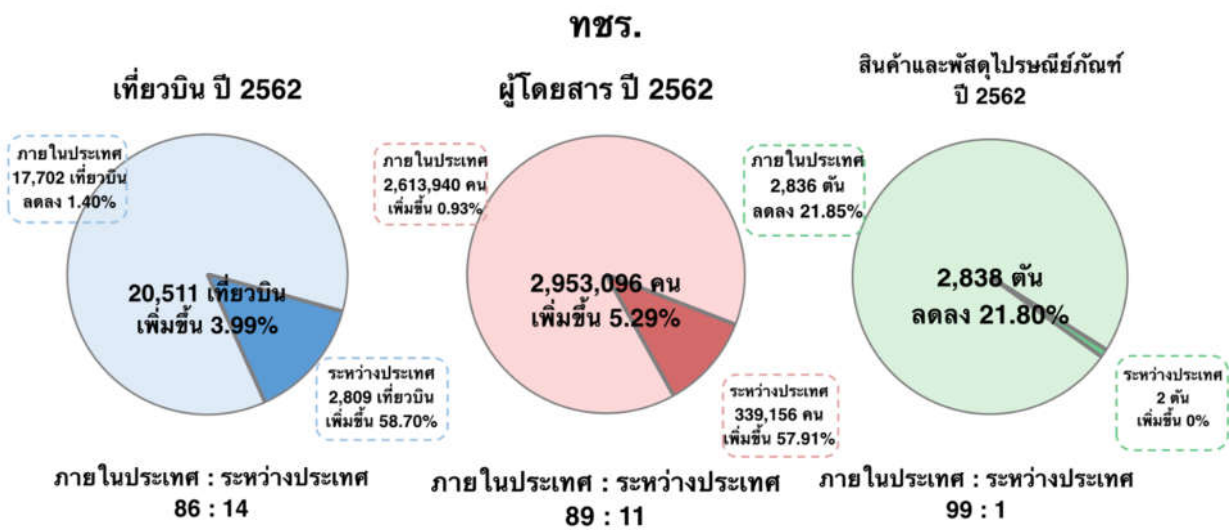 ทชร.
เที่ยวบิน ปี 2562
ภายในประเทศ
17,702 เที่ยวบิน
ลดลง 1.40%
20,511 เที่ยวบิน
เพิ่มขึ้น 3.99%
ระหว่างประเทศ
2,809 เที่ยวบิน
เพิ่มขึ้น 58.70%
ภายในประเทศ : ระหว่างประเทศ
86 : 14
ผู้โดยสาร ปี 2562
ภายในประเทศ
2,613,940 คน
เพิ่มขึ้น 0.93%
2,953,096 คน
เพิ่มขึ้น 5.29%
ระหว่างประเทศ
339,156 คน
เพิ่มขึ้น 57.91%
ภายในประเทศ : ระหว่างประเทศ
89 : 11
สินค้าและพัสดุไปรษณีย์ภัณฑ์
ปี 2562
ภายในประเทศ
2,836 ตัน
ลดลง 21.85%
2,838 ตัน
ลดลง 21.80%
ระหว่างประเทศ
2 ตัน
เพิ่มขึ้น 0%
ภายในประเทศ : ระหว่างประเทศ
99 : 1